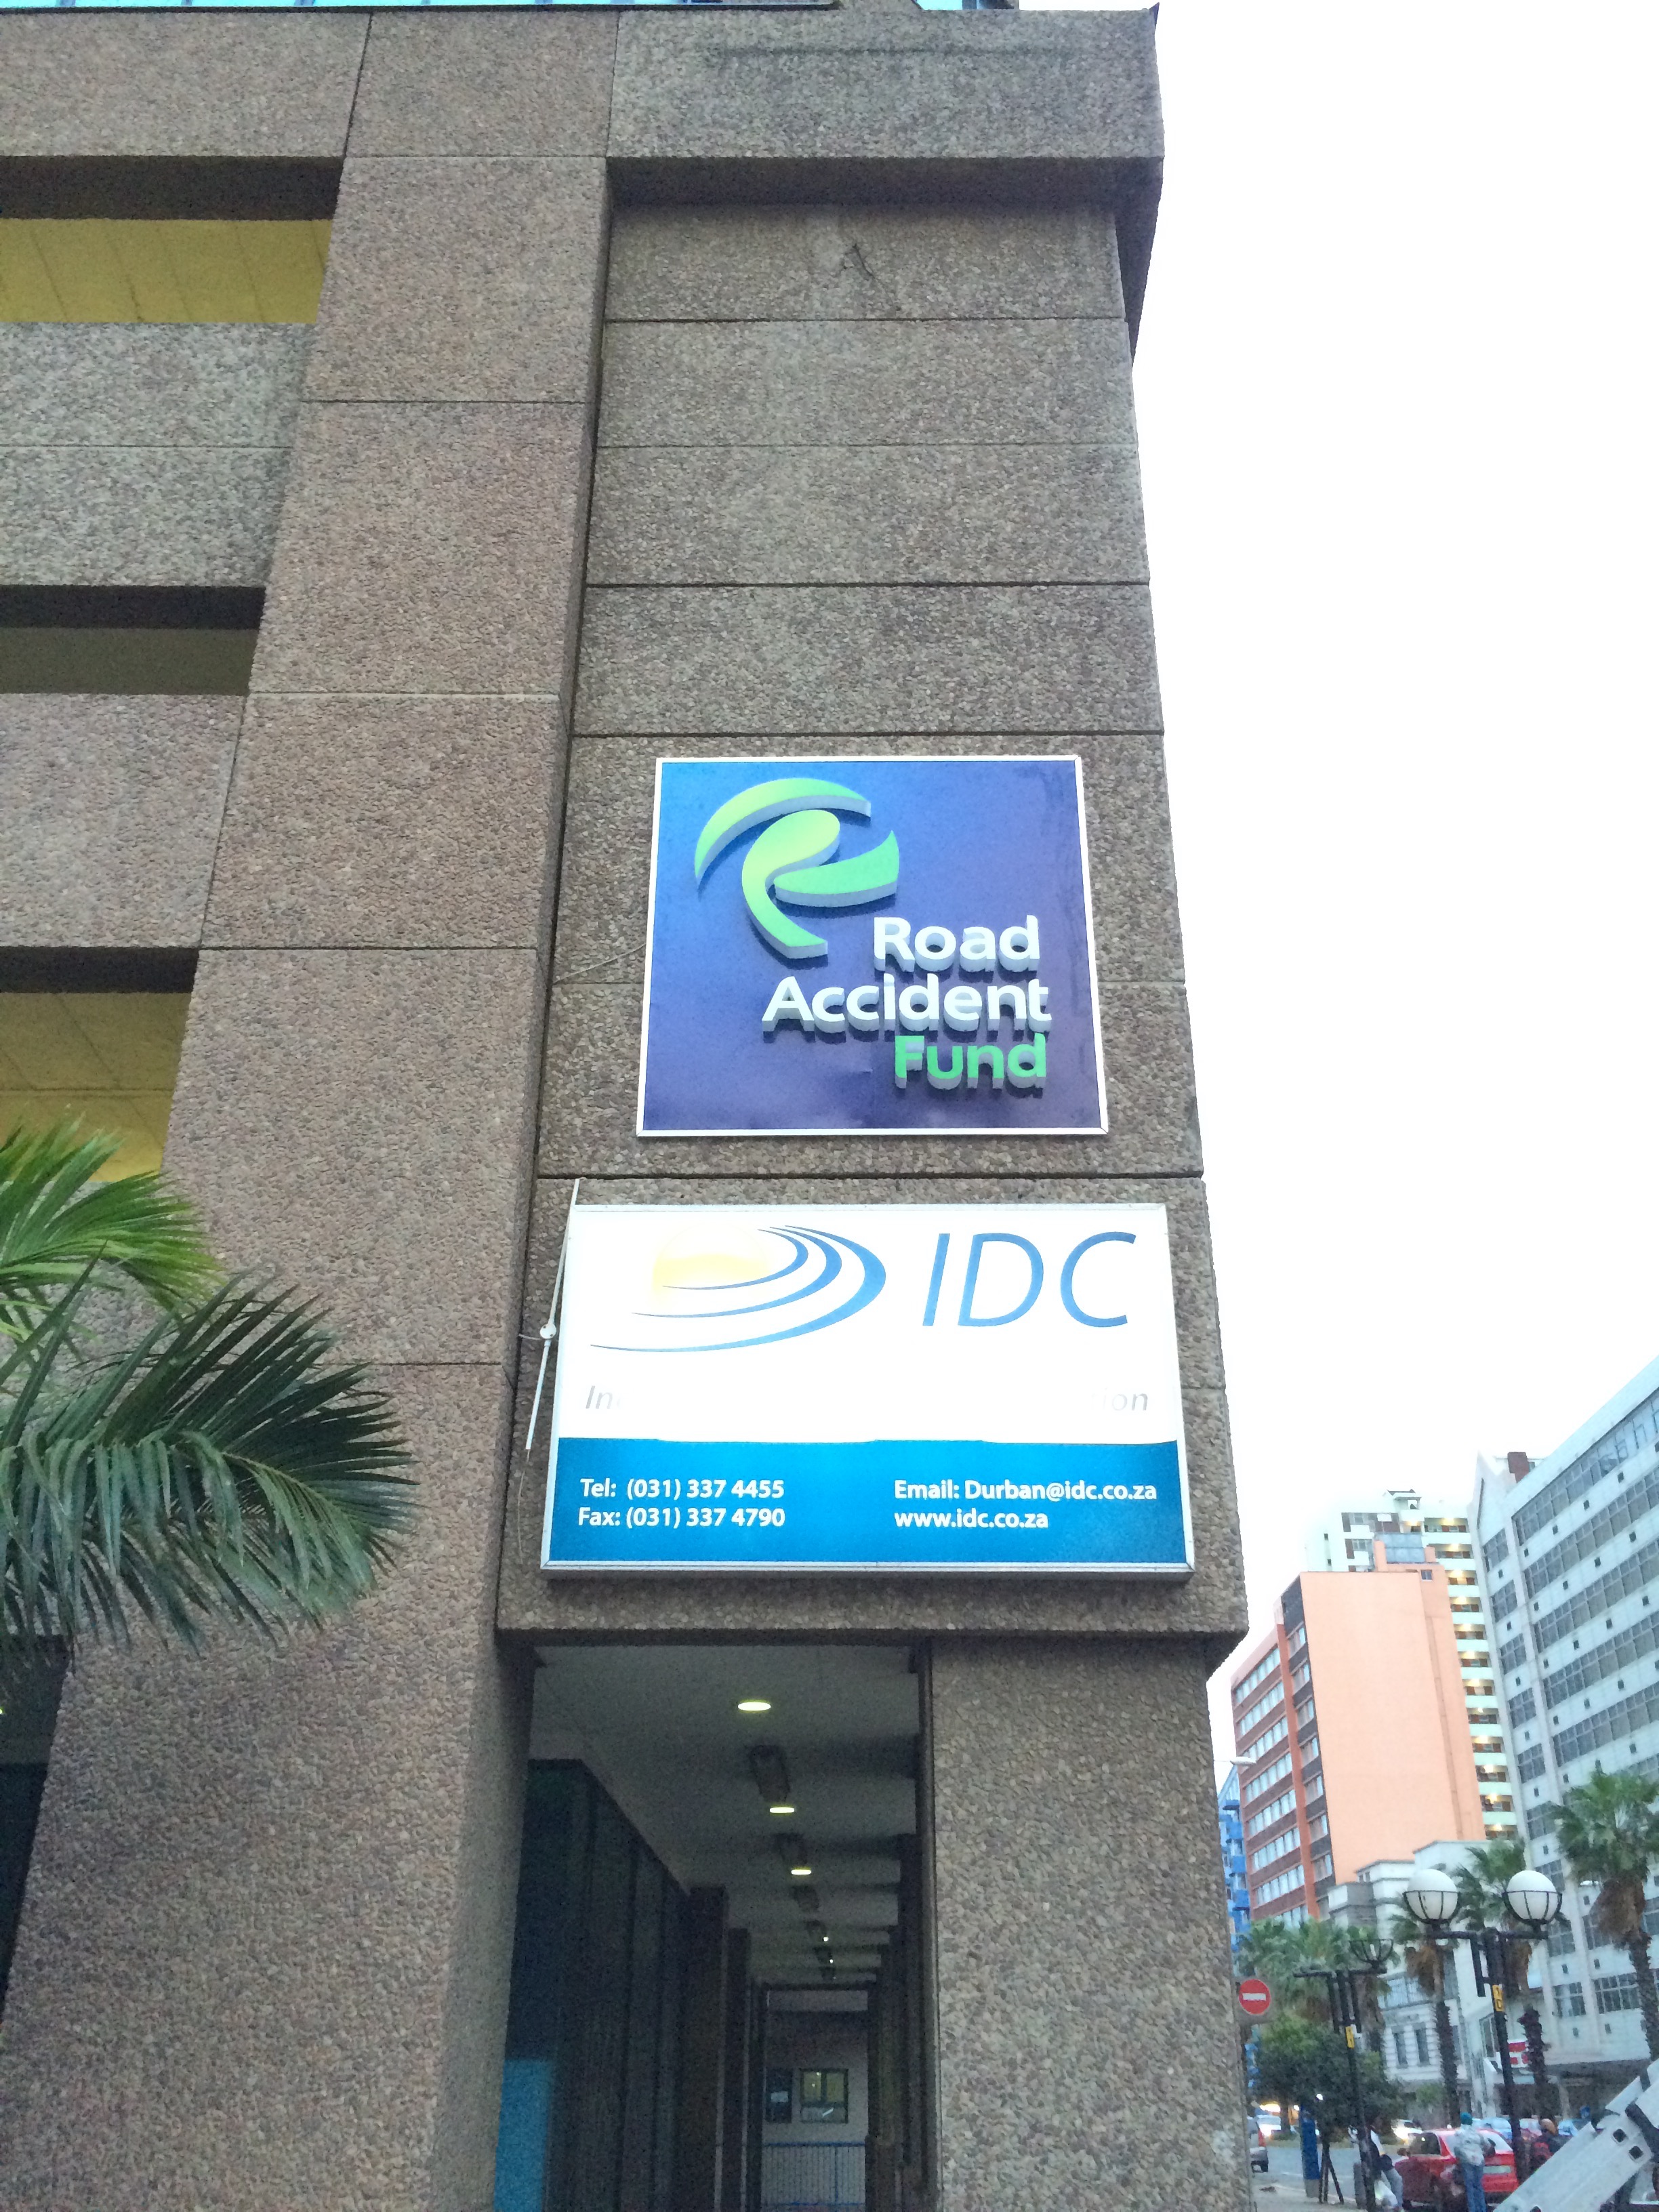 Road
Accident
Fund
IDC
Tel: (031) 337 4455
Fax: (031) 337 4790
Email: Durban@idc.co.za
www.idc.co.za